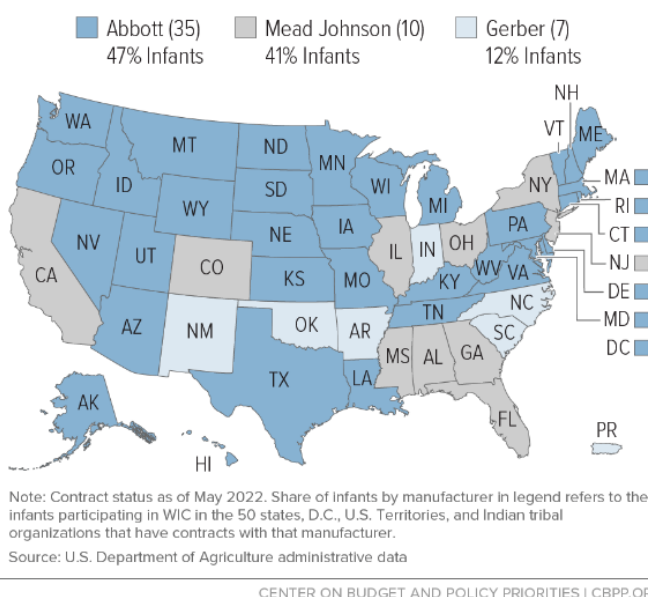 Abbott (35)
47% Infants
Mead Johnson (10)
41% Infants
Gerber (7)
12% Infants
NH
VT
WA
MT
ND
ME
OR
MN
ID
SD
WI
MA
NY
WY
MI
RI
IA
PA
CT
NV
NE
OH
IL
IN
UT
NJ
CO
CA
WV
KS
MO
VA
KY
DE
NC
TN
MD
AZ
NM
OK
AR
SC
DC
MS
AL
GA
TX
LA
AK
FL
PR
HI
Note: Contract status as of May 2022. Share of infants by manufacturer in legend refers to the
infants participating in WIC in the 50 states, D.C., U.S. Territories, and Indian tribal
organizations that have contracts with that manufacturer.
Source: U.S. Department of Agriculture administrative data
CENTER ON BUDGET AND POLICY PRIORITIES | CBPP.OR